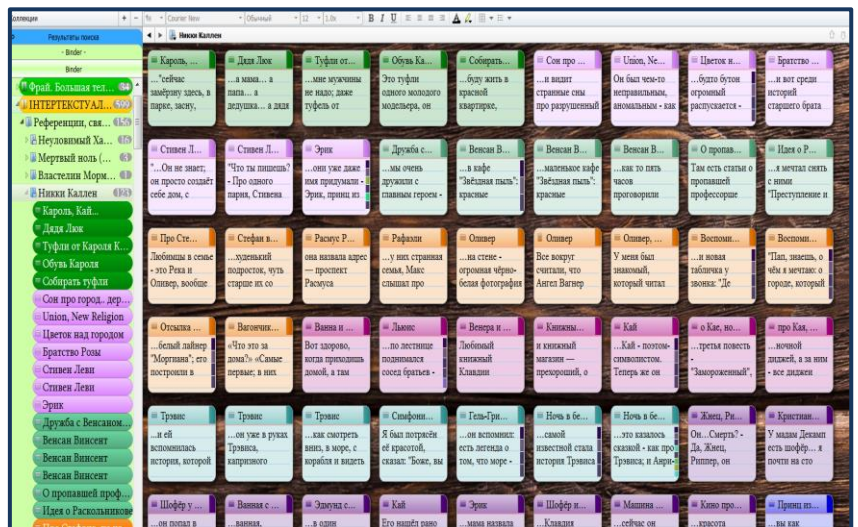 оллекции
Courier New
Обычный
12
1.0x
B I U
Результаты поиска
- Binder -
Binder
Никки Каллен
Фрай. Большая тел... 84
ІНТЕРТЕКСТУАЛ... 599
Референции, свя...
Неуловимый Ха... 16
Мертвый ноль (...
Властелин Морм... 1
Никки Каллен 123
Кароль, Кай...
Дядя Люк
Туфли от Кароля К...
Обувь Кароля
Собирать туфли
Сон про город.. дер...
Union, New Religion
Цветок над городом
Братство Розы
Стивен Леви
Стивен Леви
Эрик
Дружба с Венсаном...
Венсан Винсент
Венсан Винсент
Венсан Винсент
О пропавшей проф...
Идея о Раскольникове
Кароль, ...
..."сейчас
замёрзну здесь, в
парке, засну,
Дядя Люк
...а мама... а
папа... а
дедушка... а дядя
Туфли от...
...мне мужчины
не надо; даже
туфель от
Обувь Ка...
Это туфли
одного молодого
модельера, он
Собирать...
...буду жить в
красной
квартирке,
Сон про ...
...и видит
странные сны
про разрушенный
Union, Ne...
Он был чем-то
неправильным,
аномальным - как
Цветок н...
...будто бутон
огромный
распускается -
Братство ...
...и вот среди
историй
старшего брата
Стивен Л...
"...Он не знает;
он просто создаёт
себе дом, с
Стивен Л...
"Что ты пишешь?
- Про одного
парня, Стивена
Эрик
...они уже даже
имя придумали -
Эрик, принц из
Дружба с...
...мы очень
дружили с
главным героем -
Венсан В...
...в кафе
"Звёздная пыль":
красные
Венсан В...
...маленькое кафе
"Звёздная пыль":
красные
Венсан В...
...как то пять
часов
проговорили
О пропав...
Там есть статьи о
пропавшей
профессорше
Идея о Р...
...я мечтал снять
с ними
"Преступление и
Про Сте...
Любимцы в семье
- это Река и
Оливер, вообще
Стефан в...
...худенький
подросток, чуть
старше их со
Расмус Р...
она назвала адрес
— проспект
Расмуса
Рафаэли
...у них странная
семья, Макс
слышал про
Оливер
...на стене -
огромная чёрно-
белая фотография
Оливер
Все вокруг
считали, что
Ангел Вагнер
Оливер, ...
У меня был
знакомый,
который читал
Воспоми...
...и новая
табличка у
звонка: "Де
Воспоми...
"Пап, знаешь, о
чём я мечтаю: о
городе, который
Отсылка ...
...белый лайнер
"Моргиана"; его
построили в
Вагончик...
«Что это за
дома?» «Самые
первые; в них
Ванна и ...
Вот здорово,
когда приходишь
домой, а там
Льюис
...по лестнице
поднимался
сосед братьев -
Венера и ...
Любимый
книжный
Клавдии
Книжны...
и книжный
магазин —
прехороший, о
Кай
...Кай - поэтом-
символистом.
Теперь же он
о Кае, но...
...третья повесть
-
"Замороженный",
про Кая, ...
...ночной
диджей, а за ним
- все диджеи
Трэвис
...и ей
вспомнилась
история, которой
Трэвис
...он уже в руках
Трэвиса,
капризного
Трэвис
...как смотреть
вниз, в море, с
корабля и видеть
Симфони...
Я был потрясён
её красотой,
сказал: "Боже, вы
Гель-Гри...
...он вспомнил:
есть легенда о
том, что море -
Ночь в бе...
...самой
известной стала
история Трэвиса
Ночь в бе...
...это казалось
сказкой - как про
Трэвиса; и Анри-
Жнец, Ри...
Он...Смерть? -
Да, Жнец,
Риппер, он
Кристиан...
У мадам Декамп
есть шофёр... я
почти на сто
Шофёр у ...
...он попал в
Ванная с ...
...ванная,
Эдмунд с...
...в один
Кай
Его нашёл рано
Эрик
...мама назвала
Шофёр и...
...Клавдия
Машина ...
...сейчас он
Кино про...
...красота
Принц из...
...вы как